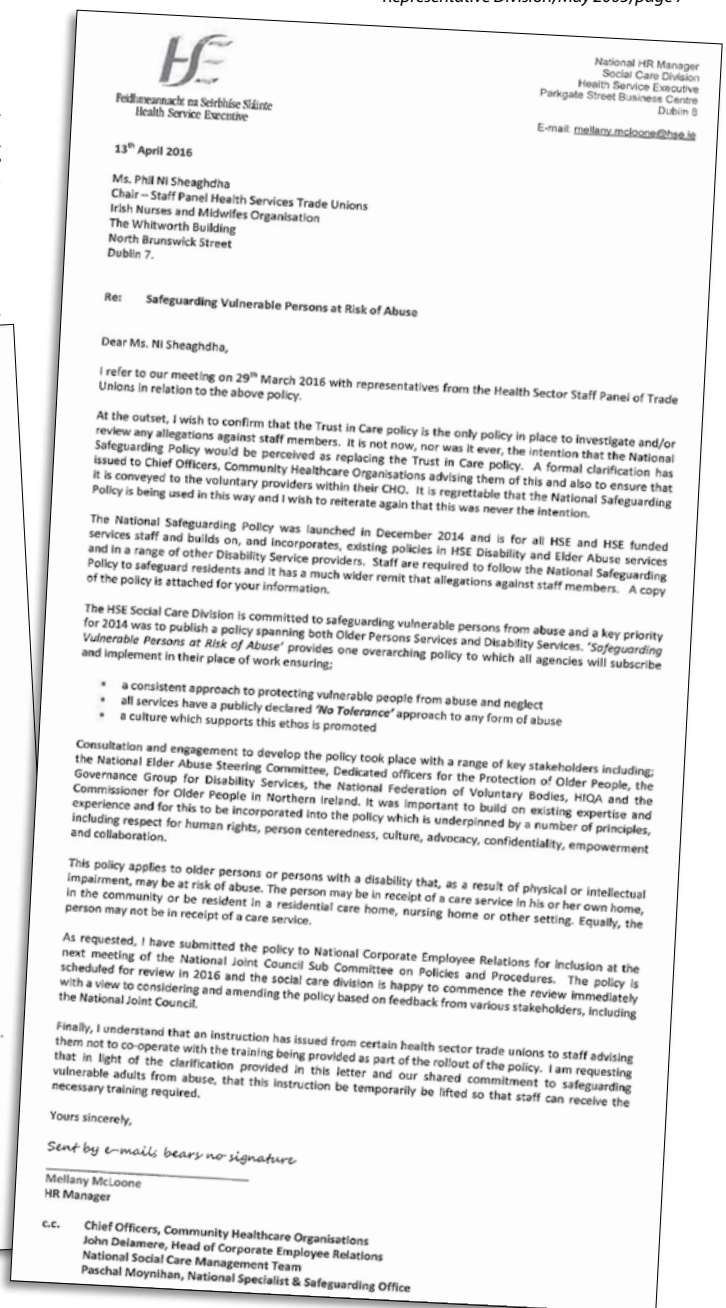 Representative Division, May 2005, page 7
HE
Feidhmeannacht na Seirbhíse Sláinte
Health Service Executive
National HR Manager
Social Care Division
Health Service Executive
Parkgate Street Business Centre
Dublin 8
E-mail: mellany.mcloone@hse.ie
13th April 2016
Ms. Phil Ni Sheaghdha
Chair – Staff Panel Health Services Trade Unions
Irish Nurses and Midwifes Organisation
The Whitworth Building
North Brunswick Street
Dublin 7.
Re: Safeguarding Vulnerable Persons at Risk of Abuse
Dear Ms. Ni Sheaghdha,
I refer to our meeting on 29th March 2016 with representatives from the Health Sector Staff Panel of Trade
Unions in relation to the above policy.
At the outset, I wish to confirm that the Trust in Care policy is the only policy in place to investigate and/or
review any allegations against staff members. It is not now, nor was it ever, the intention that the National
Safeguarding Policy would be perceived as replacing the Trust in Care policy. A formal clarification has
issued to Chief Officers, Community Healthcare Organisations advising them of this and also to ensure that
it is conveyed to the voluntary providers within their CHO. It is regrettable that the National Safeguarding
Policy is being used in this way and I wish to reiterate again that this was never the intention.
The National Safeguarding Policy was launched in December 2014 and is for all HSE and HSE funded
services staff and builds on, and incorporates, existing policies in HSE Disability and Elder Abuse services
and in a range of other Disability Service providers. Staff are required to follow the National Safeguarding
Policy to safeguard residents and it has a much wider remit that allegations against staff members. A copy
of the policy is attached for your information.
The HSE Social Care Division is committed to safeguarding vulnerable persons from abuse and a key priority
for 2014 was to publish a policy spanning both Older Persons Services and Disability Services. 'Safeguarding
Vulnerable Persons at Risk of Abuse' provides one overarching policy to which all agencies will subscribe
and implement in their place of work ensuring;
• a consistent approach to protecting vulnerable people from abuse and neglect
• all services have a publicly declared 'No Tolerance' approach to any form of abuse
• a culture which supports this ethos is promoted
Consultation and engagement to develop the policy took place with a range of key stakeholders including;
the National Elder Abuse Steering Committee, Dedicated officers for the Protection of Older People, the
Governance Group for Disability Services, the National Federation of Voluntary Bodies, HIQA and the
Commissioner for Older People in Northern Ireland. It was important to build on existing expertise and
experience and for this to be incorporated into the policy which is underpinned by a number of principles,
including respect for human rights, person centeredness, culture, advocacy, confidentiality, empowerment
and collaboration.
This policy applies to older persons or persons with a disability that, as a result of physical or intellectual
impairment, may be at risk of abuse. The person may be in receipt of a care service in his or her own home,
in the community or be resident in a residential care home, nursing home or other setting. Equally, the
person may not be in receipt of a care service.
As requested, I have submitted the policy to National Corporate Employee Relations for inclusion at the
next meeting of the National Joint Council Sub Committee on Policies and Procedures. The policy is
scheduled for review in 2016 and the social care division is happy to commence the review immediately
with a view to considering and amending the policy based on feedback from various stakeholders, including
the National Joint Council.
Finally, I understand that an instruction has issued from certain health sector trade unions to staff advising
them not to co-operate with the training being provided as part of the rollout of the policy. I am requesting
that in light of the clarification provided in this letter and our shared commitment to safeguarding
vulnerable adults from abuse, that this instruction be temporarily be lifted so that staff can receive the
necessary training required.
Yours sincerely,
Sent by e-mail; bears no signature
Mellany McLoone
HR Manager
c.c. Chief Officers, Community Healthcare Organisations
John Delamere, Head of Corporate Employee Relations
National Social Care Management Team
Paschal Moynihan, National Specialist & Safeguarding Office